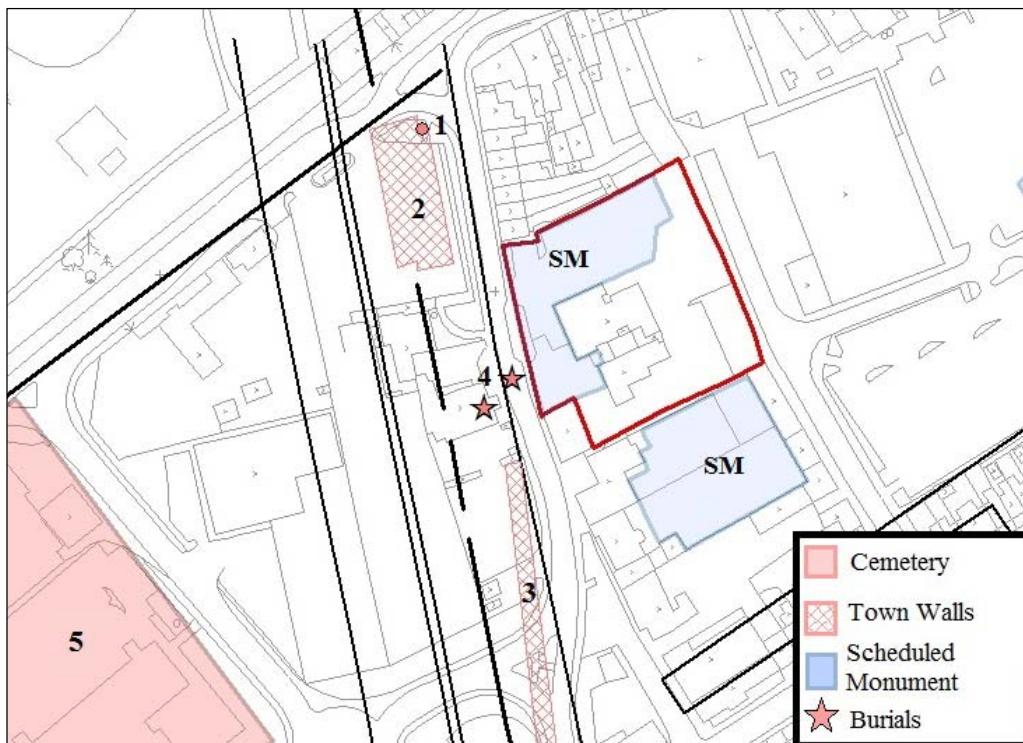 1
2
SM
4
SM
3
5
Cemetery
Town Walls
Scheduled
Monument
Burials